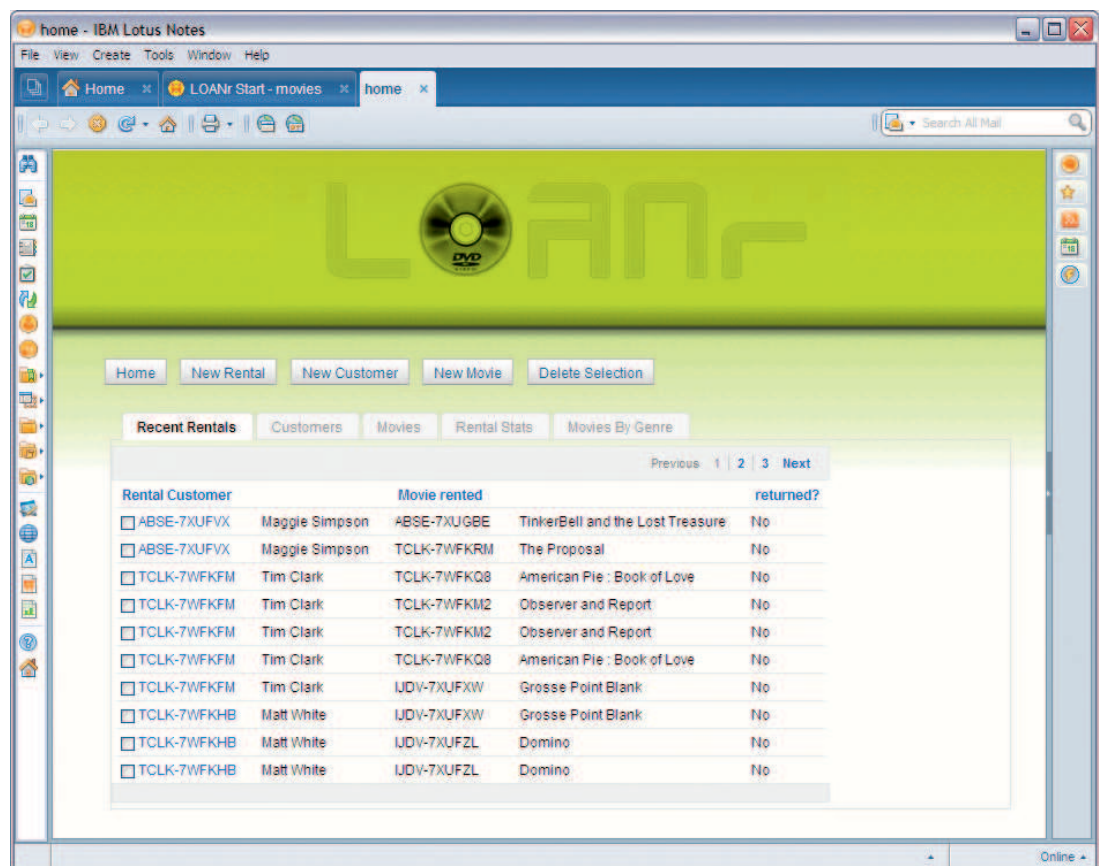 home - IBM Lotus Notes
File View Create Tools Window Help
Home LOANr Start - movies home
Search All Mail
LOANr
DVD
VIDEO
Home New Rental New Customer New Movie Delete Selection
Recent Rentals Customers Movies Rental Stats Movies By Genre
Previous 1 | 2 | 3 Next
Rental Customer Movie rented returned?
ABSE-7XUFVX Maggie Simpson ABSE-7XUGBE TinkerBell and the Lost Treasure No
ABSE-7XUFVX Maggie Simpson TCLK-7WFKRM The Proposal No
TCLK-7WFKFM Tim Clark TCLK-7WFKQ8 American Pie : Book of Love No
TCLK-7WFKFM Tim Clark TCLK-7WFKM2 Observer and Report No
TCLK-7WFKFM Tim Clark TCLK-7WFKM2 Observer and Report No
TCLK-7WFKFM Tim Clark TCLK-7WFKQ8 American Pie : Book of Love No
TCLK-7WFKFM Tim Clark IJDV-7XUFXW Grosse Point Blank No
TCLK-7WFKHB Matt White IJDV-7XUFXW Grosse Point Blank No
TCLK-7WFKHB Matt White IJDV-7XUFZL Domino No
TCLK-7WFKHB Matt White IJDV-7XUFZL Domino No
Online